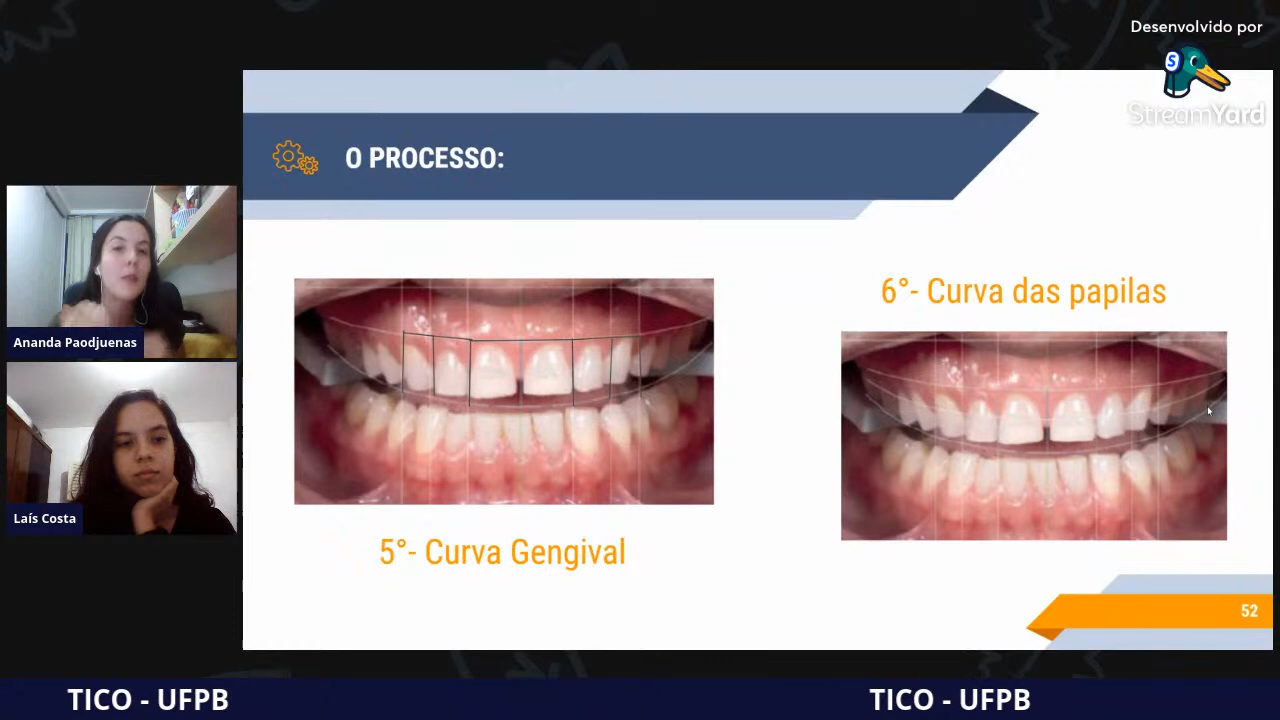 Desenvolvido por
S
StreamYard
O PROCESSO:
6°- Curva das papilas
Ananda Paodjuenas
Laís Costa
5°- Curva Gengival
52
TICO - UFPB
TICO - UFPB